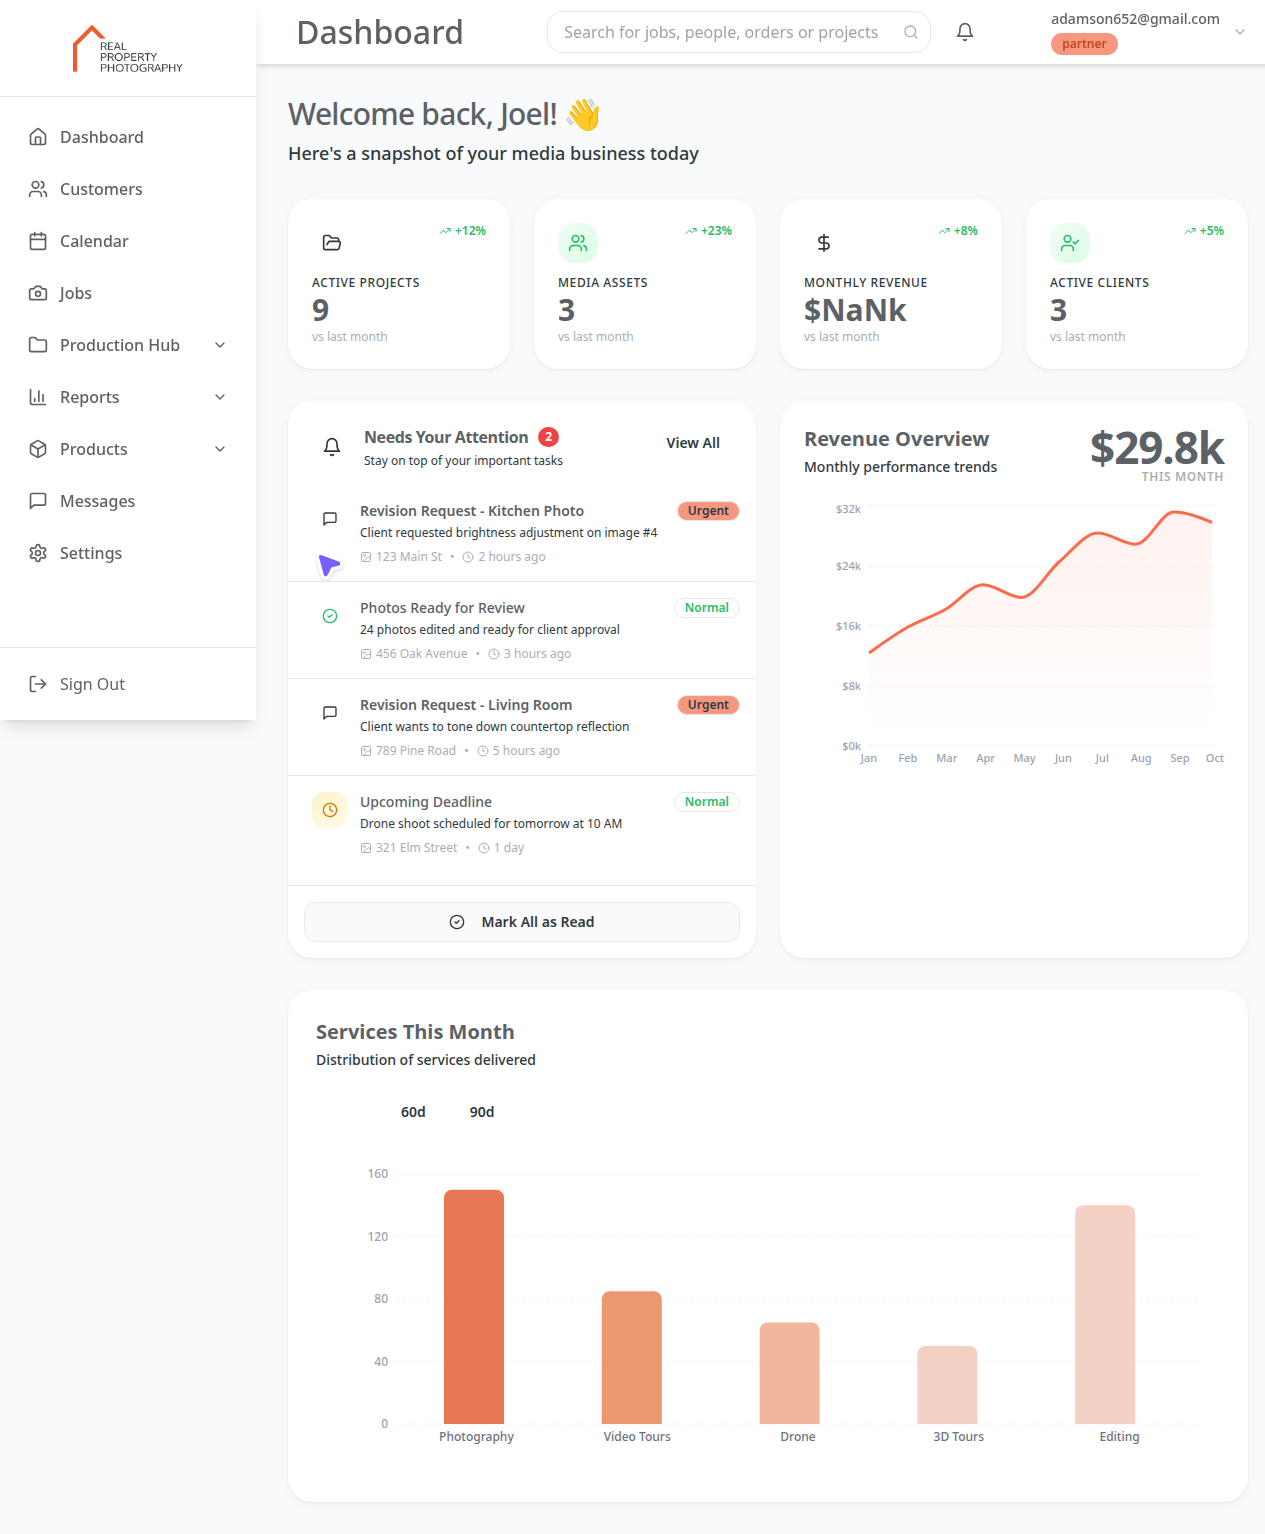 REAL
PROPERTY
PHOTOGRAPHY
Dashboard
Customers
Calendar
Jobs
Production Hub
Reports
Products
Messages
Settings
Sign Out
Dashboard
Search for jobs, people, orders or projects
adamson652@gmail.com
partner
Welcome back, Joel! 👋
Here's a snapshot of your media business today
+12%
ACTIVE PROJECTS
9
vs last month
+23%
MEDIA ASSETS
3
vs last month
+8%
MONTHLY REVENUE
$NaNk
vs last month
+5%
ACTIVE CLIENTS
3
vs last month
Needs Your Attention 2
Stay on top of your important tasks
View All
Revision Request - Kitchen Photo
Urgent
Client requested brightness adjustment on image #4
123 Main St • 2 hours ago
Photos Ready for Review
Normal
24 photos edited and ready for client approval
456 Oak Avenue • 3 hours ago
Revision Request - Living Room
Urgent
Client wants to tone down countertop reflection
789 Pine Road • 5 hours ago
Upcoming Deadline
Normal
Drone shoot scheduled for tomorrow at 10 AM
321 Elm Street • 1 day
Mark All as Read
Revenue Overview
Monthly performance trends
$29.8k
THIS MONTH
$32k
$24k
$16k
$8k
$0k
Jan Feb Mar Apr May Jun Jul Aug Sep Oct
Services This Month
Distribution of services delivered
60d 90d
160
120
80
40
0
Photography Video Tours Drone 3D Tours Editing